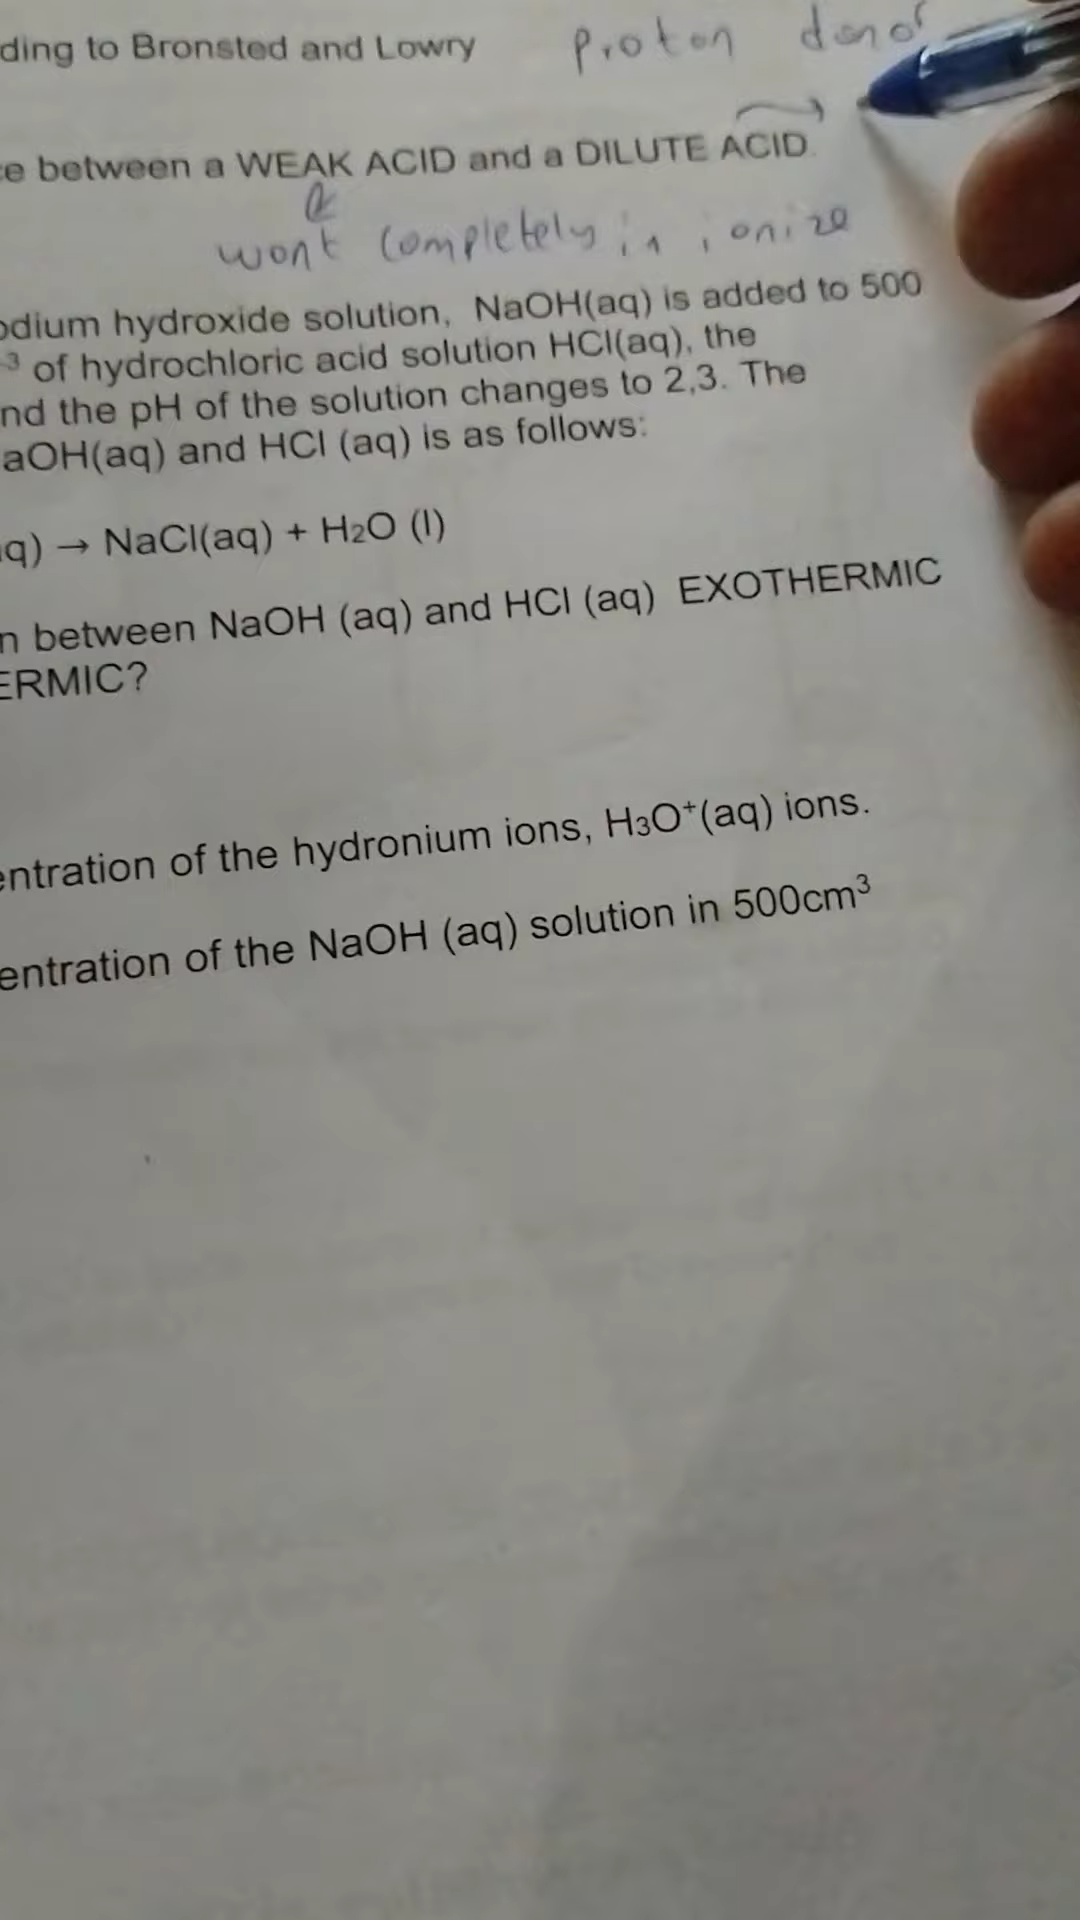 ding to Bronsted and Lowry proton donor
e between a WEAK ACID and a DILUTE ACID.
wont completely in ionize
odium hydroxide solution, NaOH(aq) is added to 500
-3 of hydrochloric acid solution HCl(aq), the
nd the pH of the solution changes to 2,3. The
aOH(aq) and HCl (aq) is as follows:
q) → NaCl(aq) + H2O (l)
n between NaOH (aq) and HCl (aq) EXOTHERMIC
ERMIC?
entration of the hydronium ions, H3O⁺(aq) ions.
entration of the NaOH (aq) solution in 500cm³